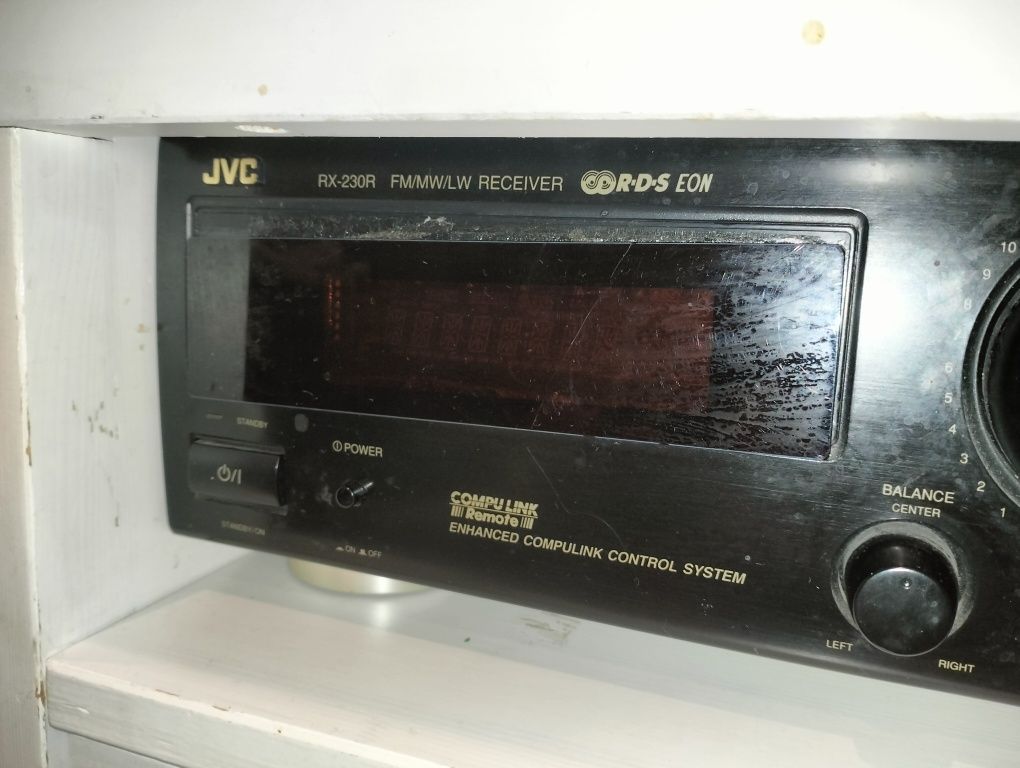 JVC
RX-230R FM/MW/LW RECEIVER R·D·S EON
STANDBY
POWER
STANDBY/ON
ON OFF
COMPU LINK
Remote
ENHANCED COMPULINK CONTROL SYSTEM
BALANCE
CENTER
LEFT
RIGHT
10
9
8
6
5
4
3
2
1